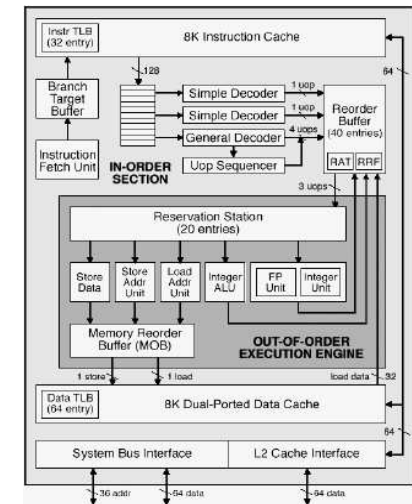 Instr TLB
(32 entry)
8K Instruction Cache
128
64
Branch
Target
Buffer
Instruction
Fetch Unit
Simple Decoder
1 uop
Simple Decoder
1 uop
General Decoder
4 uops
Uop Sequencer
Reorder
Buffer
(40 entries)
RAT
RRF
IN-ORDER
SECTION
3 uops
Reservation Station
(20 entries)
Store
Data
Store
Addr
Unit
Load
Addr
Unit
Integer
ALU
FP
Unit
Integer
Unit
Memory Reorder
Buffer (MOB)
OUT-OF-ORDER
EXECUTION ENGINE
1 store
1 load
load data
32
Data TLB
(64 entry)
8K Dual-Ported Data Cache
64
System Bus Interface
L2 Cache Interface
36 addr
64 data
64 data